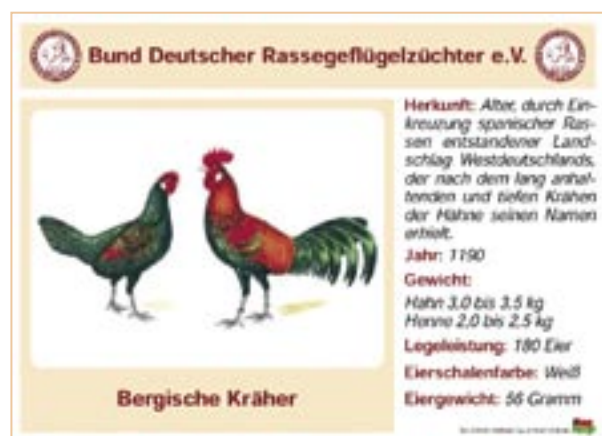 Bund Deutscher Rassegeflügelzüchter e.V.
Herkunft: Alter, durch Ein-
kreuzung spanischer Ras-
sen entstandener Land-
schlag Westdeutschlands,
der nach dem lang anhal-
tenden und tiefen Krähen
der Hähne seinen Namen
erhielt.
Jahr: 1190
Gewicht:
Hahn 3,0 bis 3,5 kg
Henne 2,0 bis 2,5 kg
Legeleistung: 180 Eier
Eierschalenfarbe: Weiß
Eiergewicht: 56 Gramm
Bergische Kräher